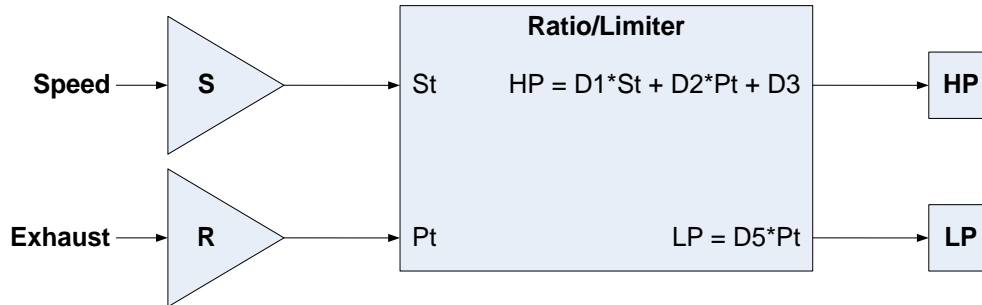 Ratio/Limiter
Speed
S
St
HP = D1*St + D2*Pt + D3
HP
Exhaust
R
Pt
LP = D5*Pt
LP